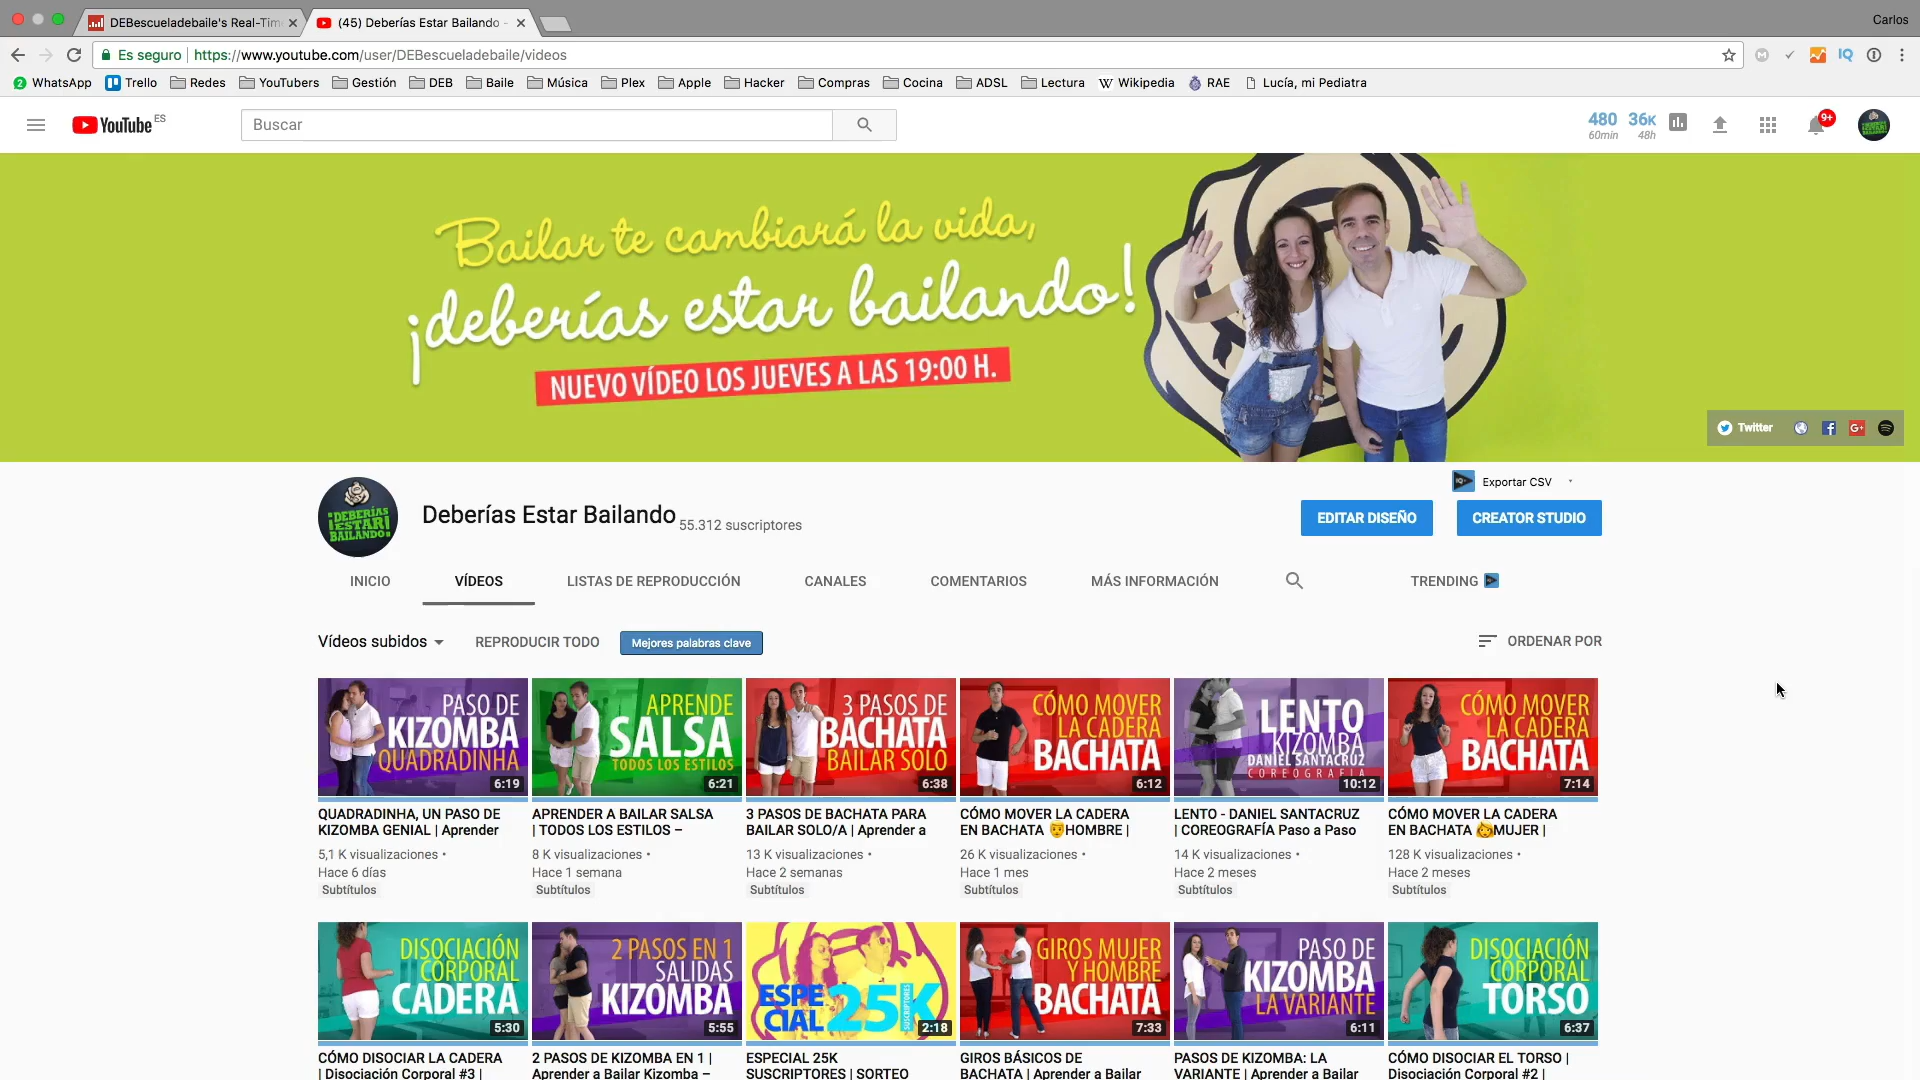 DEBescueladebaile's Real-Tim
(45) Deberías Estar Bailando -
Carlos
Es seguro
https://www.youtube.com/user/DEBescueladebaile/videos
WhatsApp
Trello
Redes
YouTubers
Gestión
DEB
Baile
Música
Plex
Apple
Hacker
Compras
Cocina
ADSL
Lectura
Wikipedia
RAE
Lucía, mi Pediatra
YouTube ES
Buscar
480
60min
36K
48h
9+
Bailar te cambiará la vida,
¡deberías estar bailando!
NUEVO VÍDEO LOS JUEVES A LAS 19:00 H.
Twitter
¡DEBERÍAS
ESTAR
BAILANDO!
Deberías Estar Bailando
55.312 suscriptores
Exportar CSV
EDITAR DISEÑO
CREATOR STUDIO
INICIO
VÍDEOS
LISTAS DE REPRODUCCIÓN
CANALES
COMENTARIOS
MÁS INFORMACIÓN
TRENDING
Vídeos subidos
REPRODUCIR TODO
Mejores palabras clave
ORDENAR POR
PASO DE
KIZOMBA
QUADRADINHA
6:19
QUADRADINHA, UN PASO DE
KIZOMBA GENIAL | Aprender
5,1 K visualizaciones •
Hace 6 días
Subtítulos
APRENDE
SALSA
TODOS LOS ESTILOS
6:21
APRENDER A BAILAR SALSA
| TODOS LOS ESTILOS –
8 K visualizaciones •
Hace 1 semana
Subtítulos
3 PASOS DE
BACHATA
BAILAR SOLO
6:38
3 PASOS DE BACHATA PARA
BAILAR SOLO/A | Aprender a
13 K visualizaciones •
Hace 2 semanas
Subtítulos
CÓMO MOVER
LA CADERA
BACHATA
6:12
CÓMO MOVER LA CADERA
EN BACHATA 👨HOMBRE |
26 K visualizaciones •
Hace 1 mes
Subtítulos
LENTO
KIZOMBA
DANIEL SANTACRUZ
COREOGRAFIA
10:12
LENTO - DANIEL SANTACRUZ
| COREOGRAFÍA Paso a Paso
14 K visualizaciones •
Hace 2 meses
Subtítulos
CÓMO MOVER
LA CADERA
BACHATA
7:14
CÓMO MOVER LA CADERA
EN BACHATA 👩MUJER |
128 K visualizaciones •
Hace 2 meses
Subtítulos
DISOCIACIÓN
CORPORAL
CADERA
5:30
CÓMO DISOCIAR LA CADERA
| Disociación Corporal #3 |
2 PASOS EN 1
SALIDAS
KIZOMBA
5:55
2 PASOS DE KIZOMBA EN 1 |
Aprender a Bailar Kizomba –
ESPE
CIAL
25K
SUSCRIPTORES
2:18
ESPECIAL 25K
SUSCRIPTORES | SORTEO
GIROS MUJER
Y HOMBRE
BACHATA
7:33
GIROS BÁSICOS DE
BACHATA | Aprender a Bailar
PASO DE
KIZOMBA
LA VARIANTE
6:11
PASOS DE KIZOMBA: LA
VARIANTE | Aprender a Bailar
DISOCIACIÓN
CORPORAL
TORSO
6:37
CÓMO DISOCIAR EL TORSO |
Disociación Corporal #2 |